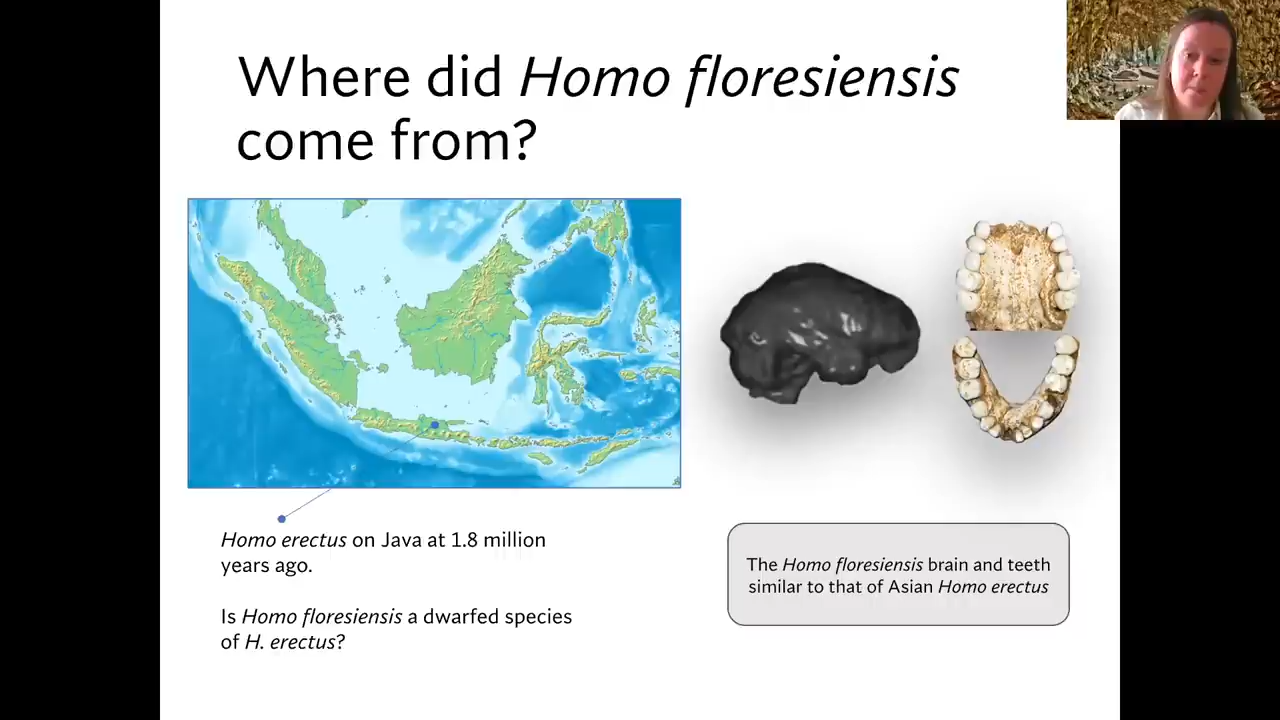 Where did Homo floresiensis
come from?
Homo erectus on Java at 1.8 million
years ago.
Is Homo floresiensis a dwarfed species
of H. erectus?
The Homo floresiensis brain and teeth
similar to that of Asian Homo erectus